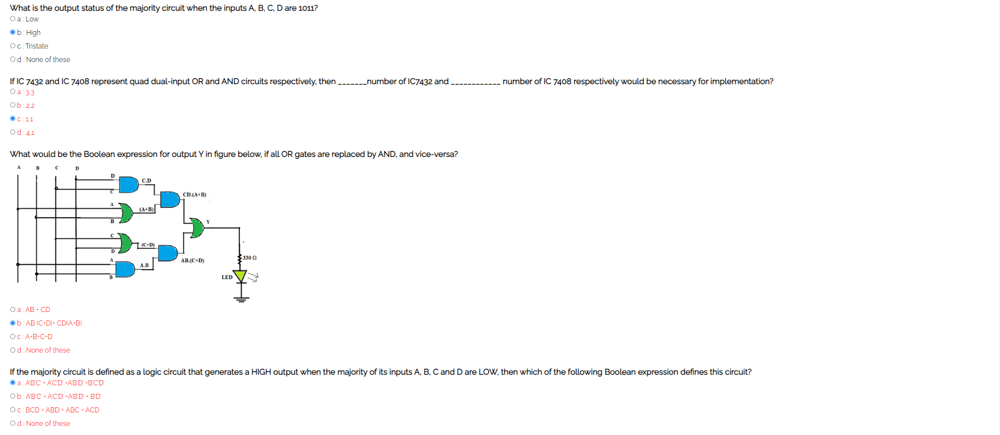 What is the output status of the majority circuit when the inputs A, B, C, D are 1011?
a : Low
b : High
c : Tristate
d : None of these
If IC 7432 and IC 7408 represent quad dual-input OR and AND circuits respectively, then _______number of IC7432 and ____________ number of IC 7408 respectively would be necessary for implementation?
a : 3.3
b : 2.2
c : 1.1
d : 4.1
What would be the Boolean expression for output Y in figure below, if all OR gates are replaced by AND, and vice-versa?
A B C D
D
C.D
C
CD.(A+B)
A
(A+B)
B
Y
C
(C+D)
D
330 Ω
A
AB.(C+D)
A.B
B
LED
a : AB + CD
b : AB (C+D)+ CD(A+B)
c : A+B+C+D
d : None of these
If the majority circuit is defined as a logic circuit that generates a HIGH output when the majority of its inputs A, B, C and D are LOW, then which of the following Boolean expression defines this circuit?
a : A'B'C' + A'C'D' +A'B'D' +B'C'D'
b : A'B'C' + A'C'D' +A'B'D' + B'D'
c : BCD + ABD + ABC + ACD
d : None of these